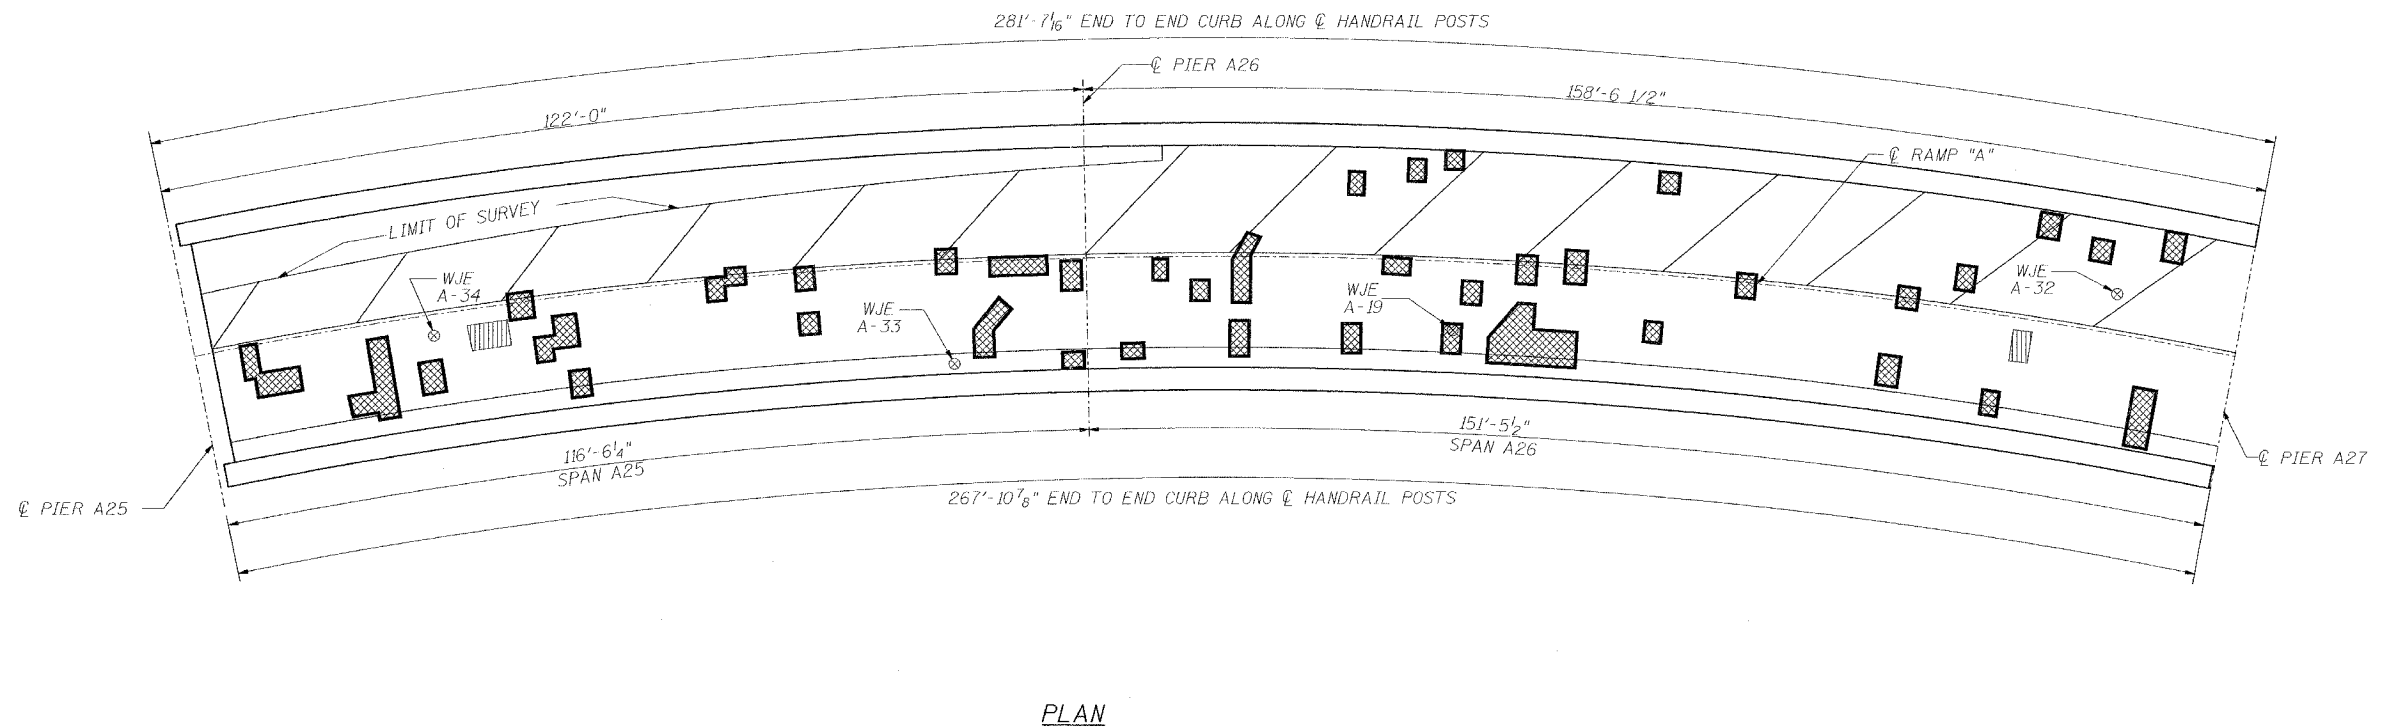 281'-7 1/16" END TO END CURB ALONG ℄ HANDRAIL POSTS
℄ PIER A26
122'-0"
158'-6 1/2"
℄ RAMP "A"
LIMIT OF SURVEY
WJE
A-34
WJE
A-33
WJE
A-19
WJE
A-32
116'-6 1/4"
SPAN A25
151'-5 1/2"
SPAN A26
℄ PIER A25
℄ PIER A27
267'-10 7/8" END TO END CURB ALONG ℄ HANDRAIL POSTS
PLAN